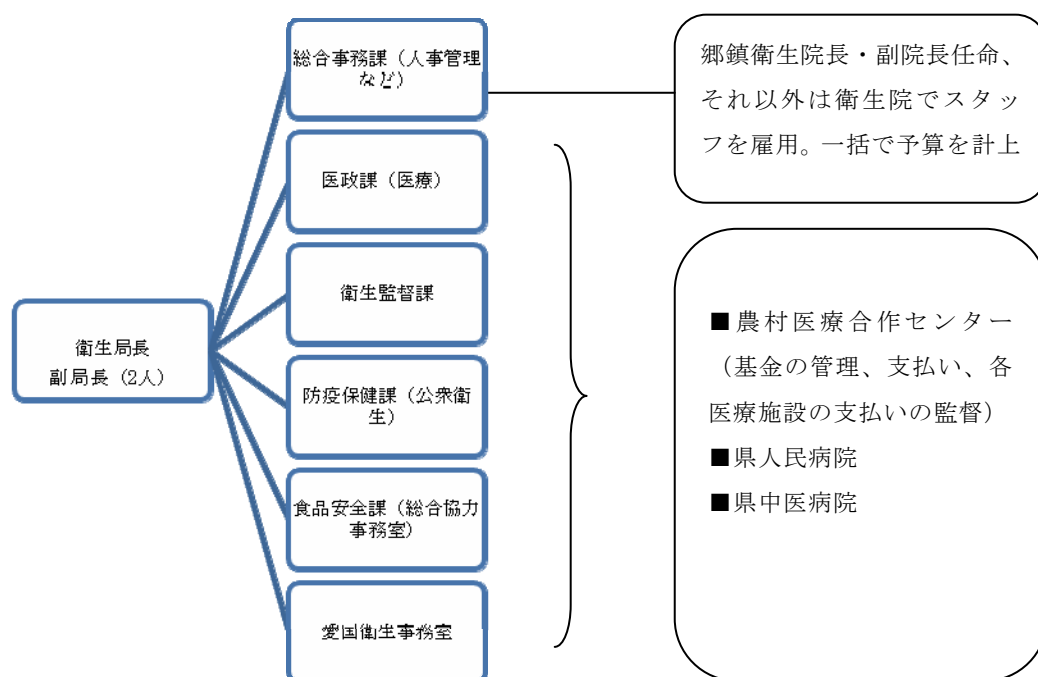 衛生局長
副局長（2人）
総合事務課（人事管理
など）
医政課（医療）
衛生監督課
防疫保健課（公衆衛
生）
食品安全課（総合協力
事務室）
愛国衛生事務室
郷鎮衛生院長・副院長任命、
それ以外は衛生院でスタッ
フを雇用。一括で予算を計上
■農村医療合作センター
（基金の管理、支払い、各
医療施設の支払いの監督）
■県人民病院
■県中医病院